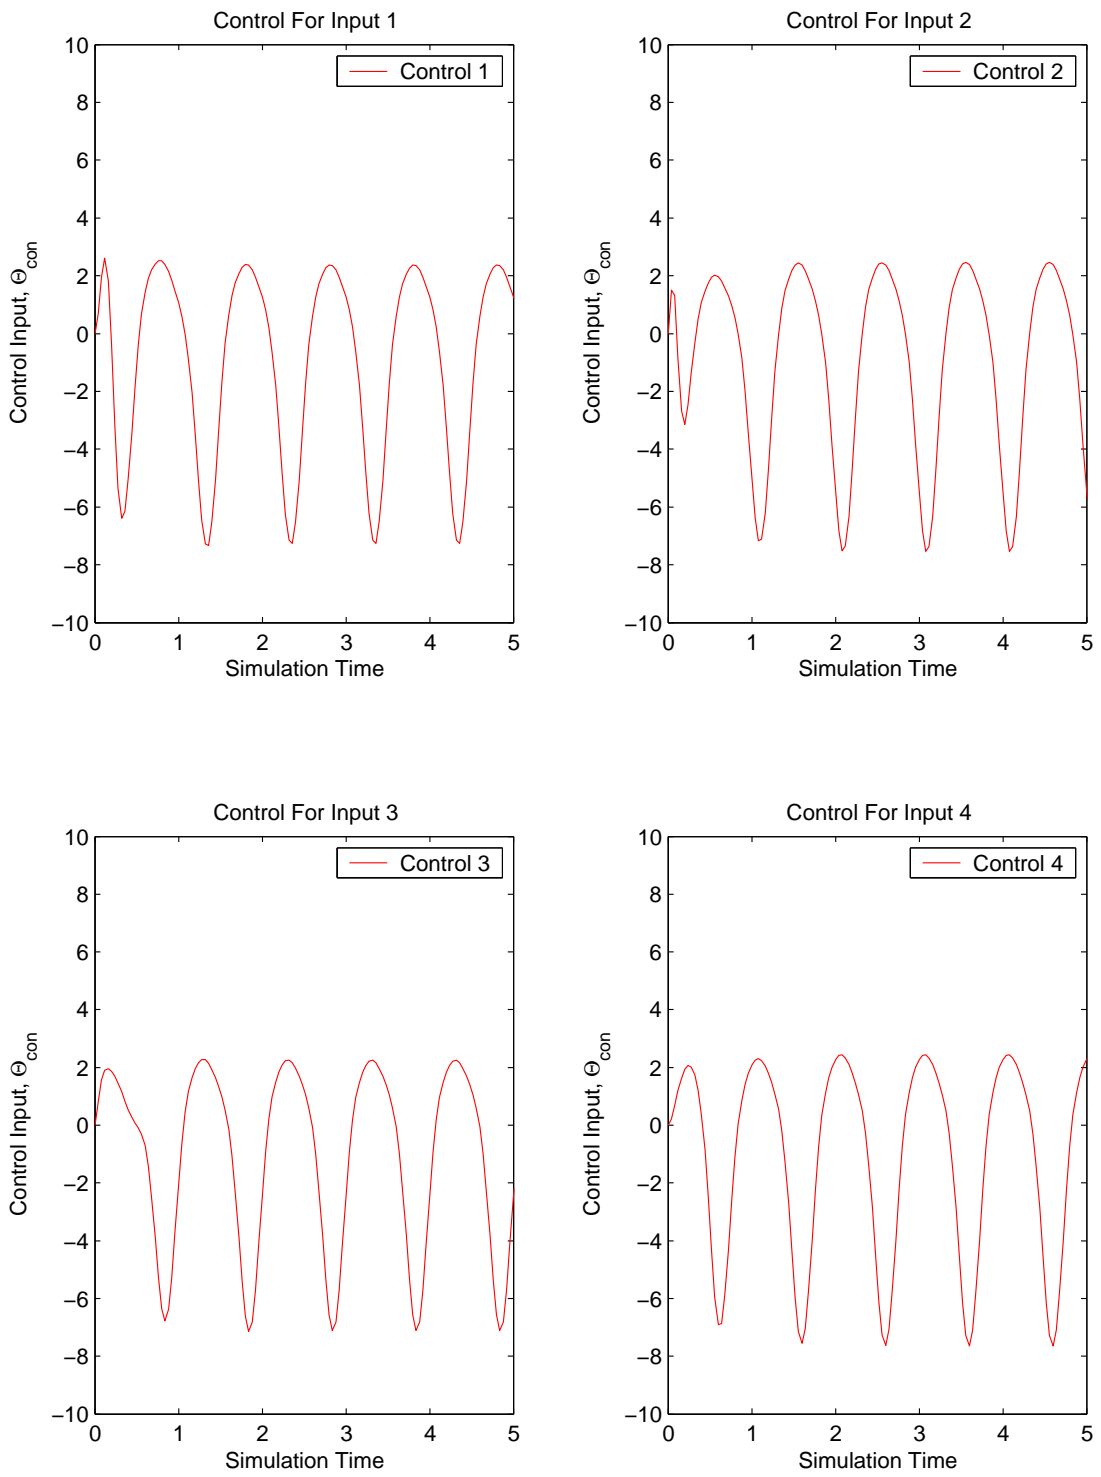 Control For Input 1
Control 1
10
8
6
4
2
0
−2
−4
−6
−8
−10
0 1 2 3 4 5
Control Input, Θcon
Simulation Time
Control For Input 2
Control 2
10
8
6
4
2
0
−2
−4
−6
−8
−10
0 1 2 3 4 5
Control Input, Θcon
Simulation Time
Control For Input 3
Control 3
10
8
6
4
2
0
−2
−4
−6
−8
−10
0 1 2 3 4 5
Control Input, Θcon
Simulation Time
Control For Input 4
Control 4
10
8
6
4
2
0
−2
−4
−6
−8
−10
0 1 2 3 4 5
Control Input, Θcon
Simulation Time